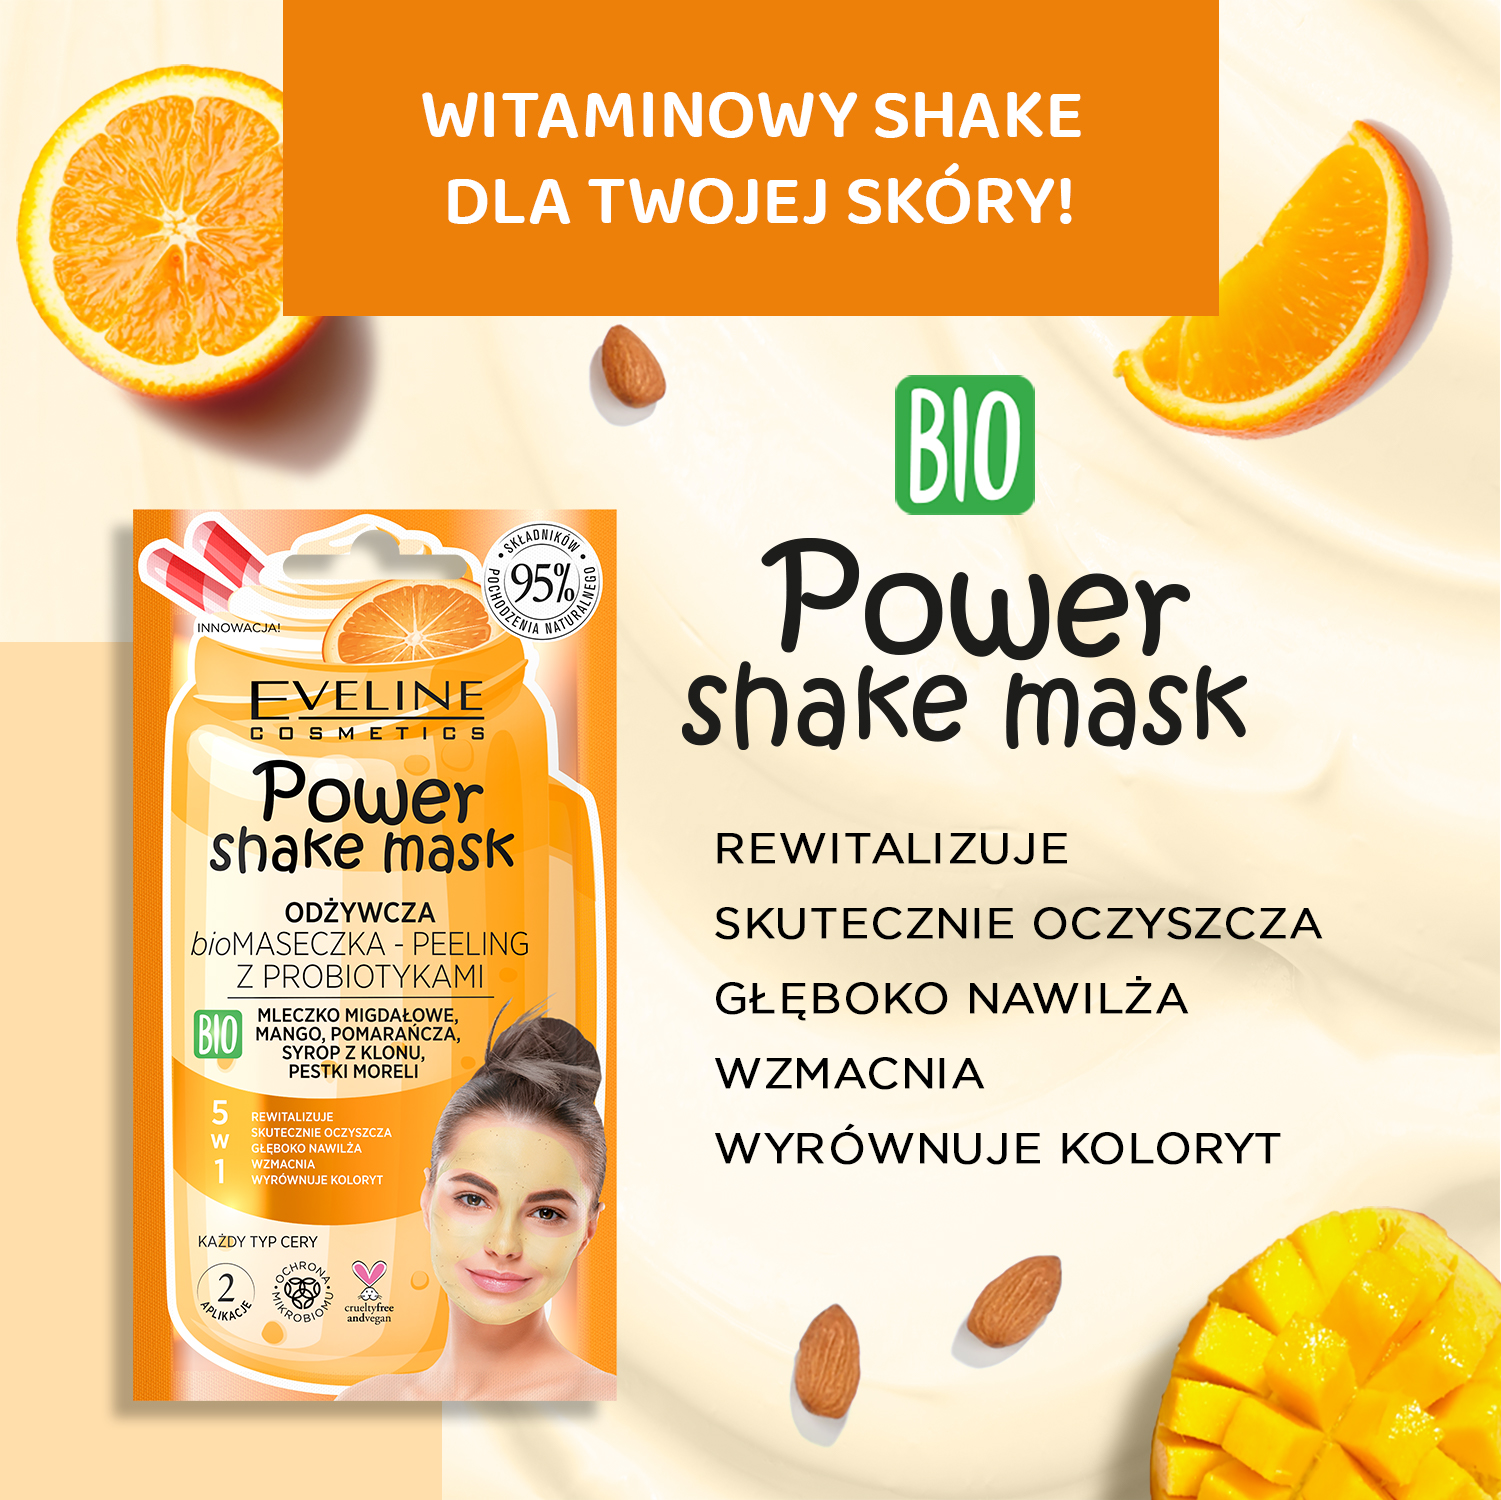 WITAMINOWY SHAKE
DLA TWOJEJ SKÓRY!
BIO
Power
shake mask
REWITALIZUJE
SKUTECZNIE OCZYSZCZA
GŁĘBOKO NAWILŻA
WZMACNIA
WYRÓWNUJE KOLORYT
INNOWACJA!
95%
SKŁADNIKÓW
POCHODZENIA NATURALNEGO
EVELINE
COSMETICS
Power
shake mask
ODŻYWCZA
bioMASECZKA - PEELING
Z PROBIOTYKAMI
BIO
MLECZKO MIGDAŁOWE,
MANGO, POMARAŃCZA,
SYROP Z KLONU,
PESTKI MORELI
5
W
1
REWITALIZUJE
SKUTECZNIE OCZYSZCZA
GŁĘBOKO NAWILŻA
WZMACNIA
WYRÓWNUJE KOLORYT
KAŻDY TYP CERY
2
APLIKACJE
OCHRONA
MIKROBIOMU
crueltyfree
andvegan